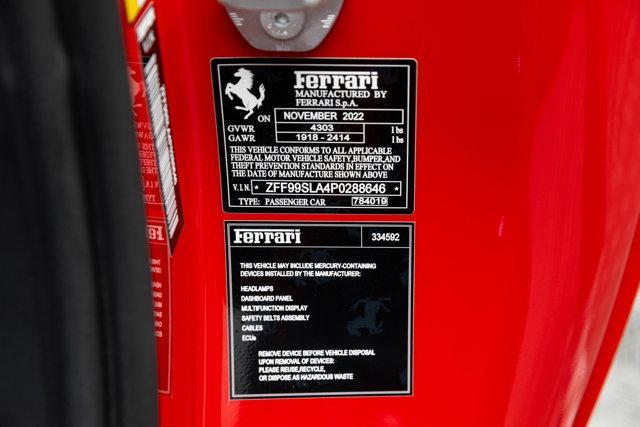 Ferrari
MANUFACTURED BY
FERRARI S.p.A.
ON NOVEMBER 2022
GVWR 4303 lbs
GAWR 1918 - 2414 lbs
THIS VEHICLE CONFORMS TO ALL APPLICABLE
FEDERAL MOTOR VEHICLE SAFETY, BUMPER, AND
THEFT PREVENTION STANDARDS IN EFFECT ON
THE DATE OF MANUFACTURE SHOWN ABOVE
V.I.N. * ZFF99SLA4P0288646 *
TYPE: PASSENGER CAR 784019
Ferrari 334592
THIS VEHICLE MAY INCLUDE MERCURY-CONTAINING
DEVICES INSTALLED BY THE MANUFACTURER:
HEADLAMPS
DASHBOARD PANEL
MULTIFUNCTION DISPLAY
SAFETY BELTS ASSEMBLY
CABLES
ECUs
REMOVE DEVICE BEFORE VEHICLE DISPOSAL
UPON REMOVAL OF DEVICES:
PLEASE REUSE,RECYCLE,
OR DISPOSE AS HAZARDOUS WASTE